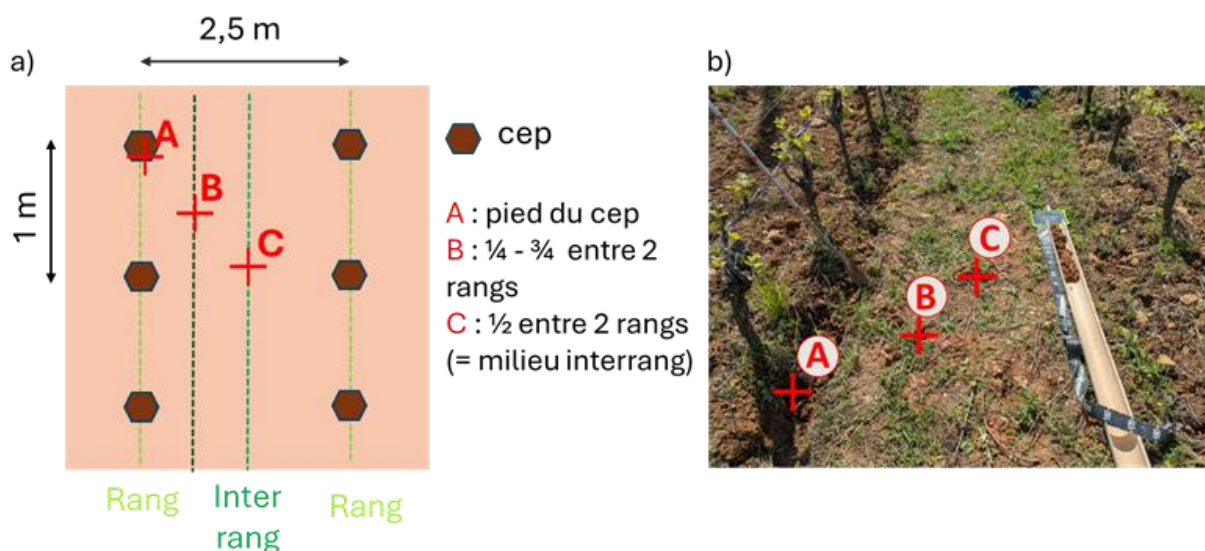 2,5 m
a)
1 m
A
B
C
cep
A : pied du cep
B : ¼ - ¾ entre 2
rangs
C : ½ entre 2 rangs
(= milieu interrang)
Rang
Inter
rang
Rang
b)
A
B
C